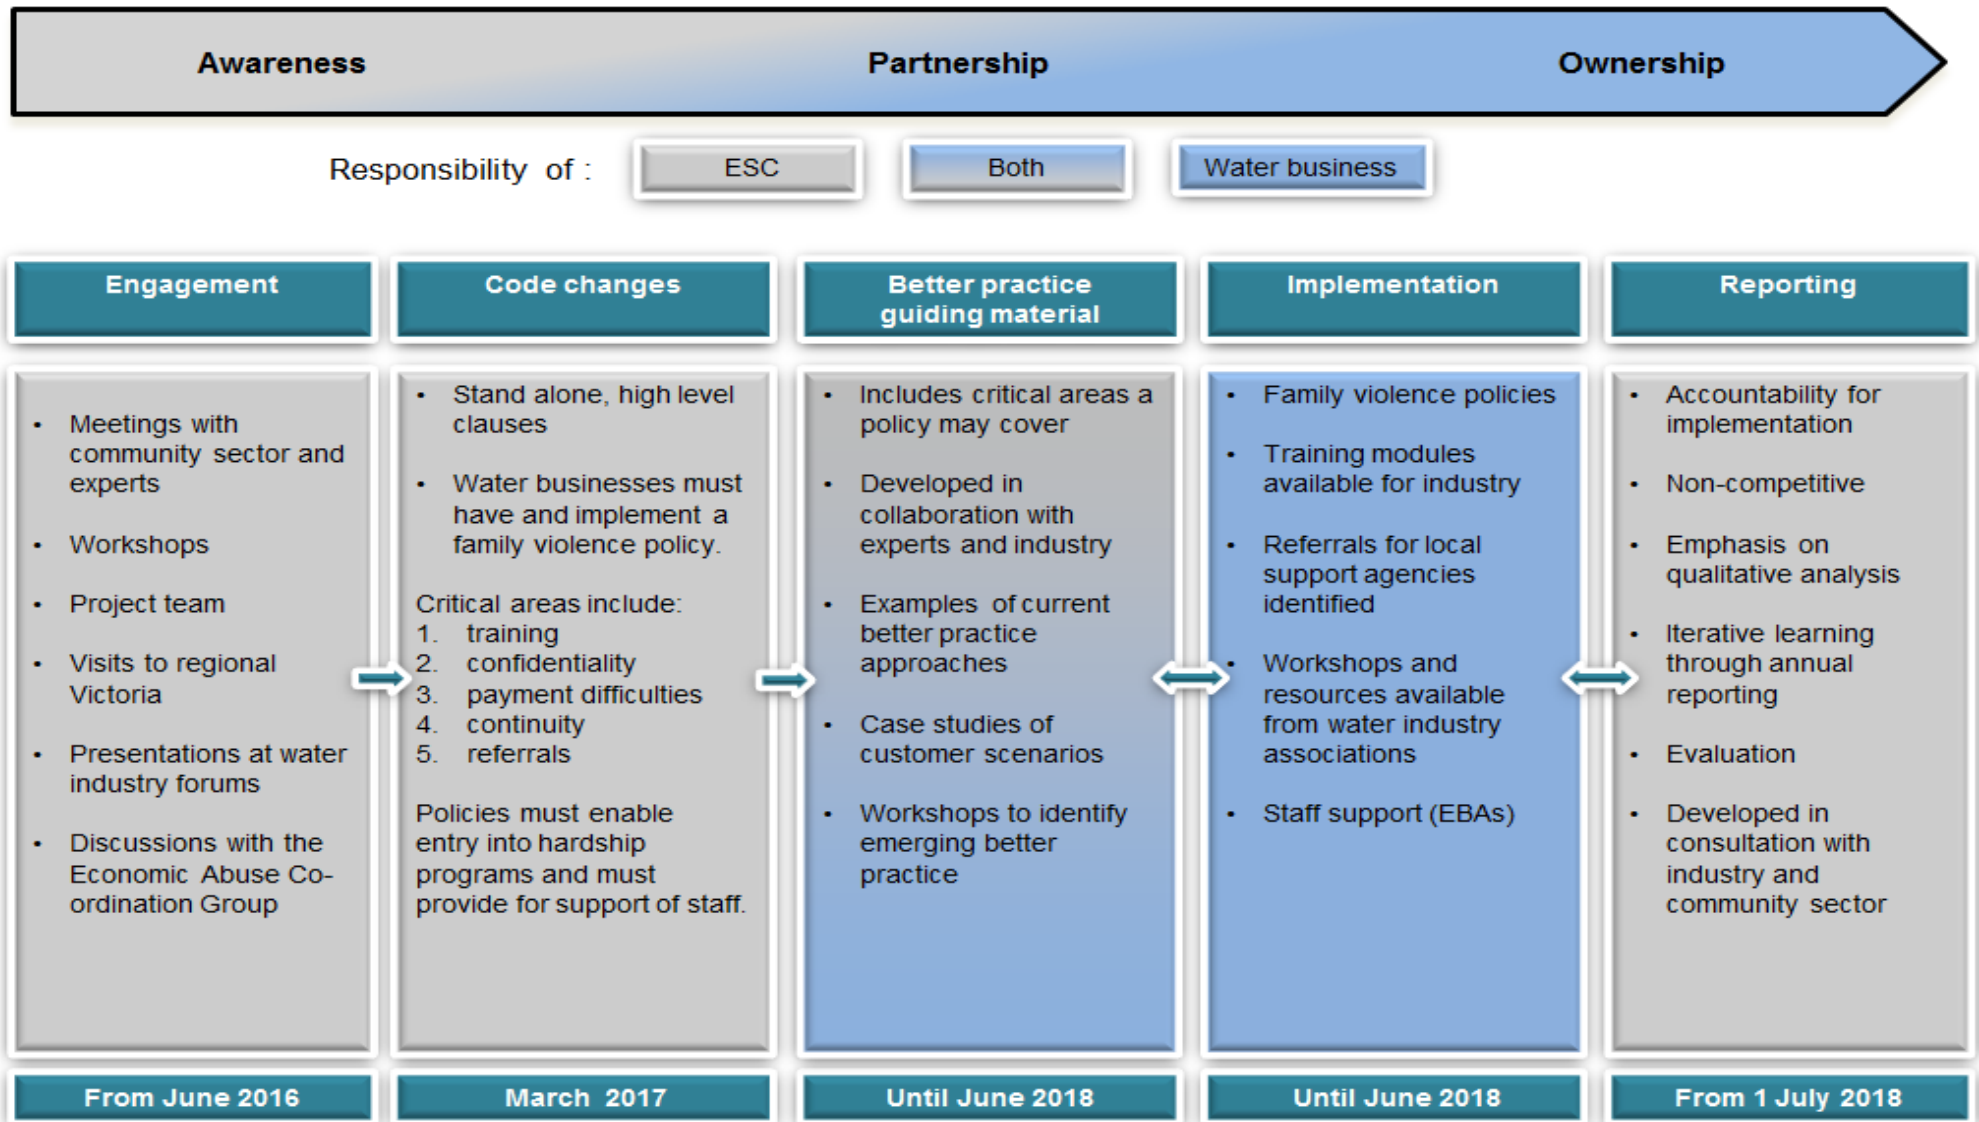 Awareness
Partnership
Ownership
Responsibility of :
ESC
Both
Water business
Engagement
• Meetings with
community sector and
experts
• Workshops
• Project team
• Visits to regional
Victoria
• Presentations at water
industry forums
• Discussions with the
Economic Abuse Co-
ordination Group
From June 2016
Code changes
• Stand alone, high level
clauses
• Water businesses must
have and implement a
family violence policy.
Critical areas include:
1. training
2. confidentiality
3. payment difficulties
4. continuity
5. referrals
Policies must enable
entry into hardship
programs and must
provide for support of staff.
March 2017
Better practice
guiding material
• Includes critical areas a
policy may cover
• Developed in
collaboration with
experts and industry
• Examples of current
better practice
approaches
• Case studies of
customer scenarios
• Workshops to identify
emerging better
practice
Until June 2018
Implementation
• Family violence policies
• Training modules
available for industry
• Referrals for local
support agencies
identified
• Workshops and
resources available
from water industry
associations
• Staff support (EBAs)
Until June 2018
Reporting
• Accountability for
implementation
• Non-competitive
• Emphasis on
qualitative analysis
• Iterative learning
through annual
reporting
• Evaluation
• Developed in
consultation with
industry and
community sector
From 1 July 2018